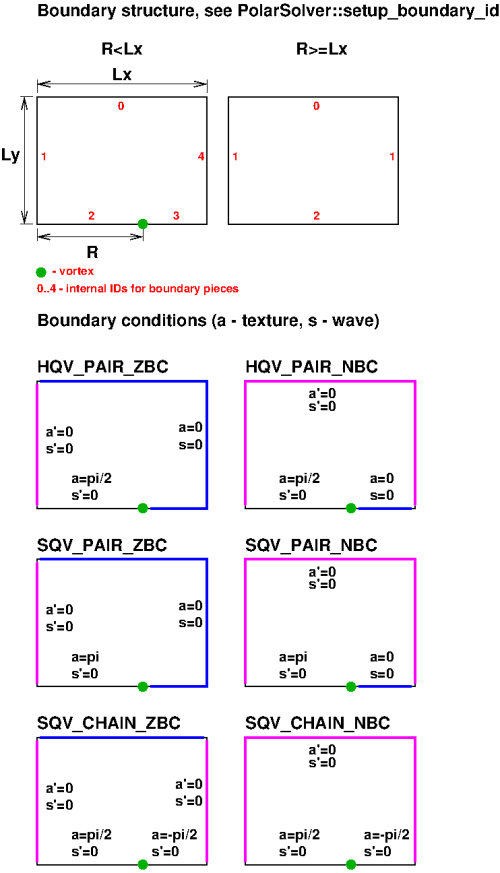 Boundary structure, see PolarSolver::setup_boundary_id
R<Lx R>=Lx
Lx
0 0
Ly 1 4 1 1
2 3 2
R
- vortex
0..4 - internal IDs for boundary pieces
Boundary conditions (a - texture, s - wave)
HQV_PAIR_ZBC HQV_PAIR_NBC
a'=0
s'=0
a'=0 a=0
s'=0 s=0
a=pi/2 a=pi/2 a=0
s'=0 s'=0 s=0
SQV_PAIR_ZBC SQV_PAIR_NBC
a'=0
s'=0
a'=0 a=0
s'=0 s=0
a=pi a=pi a=0
s'=0 s'=0 s=0
SQV_CHAIN_ZBC SQV_CHAIN_NBC
a'=0
s'=0
a'=0 a'=0
s'=0 s'=0
a=pi/2 a=-pi/2 a=pi/2 a=-pi/2
s'=0 s'=0 s'=0 s'=0